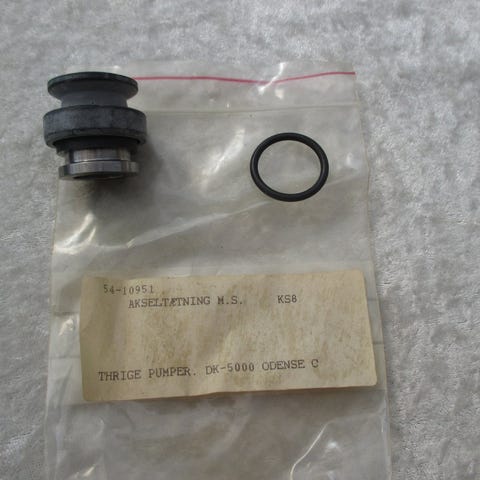 54-10951
AKSELTÆTNING M.S. KS8
THRIGE PUMPER. DK-5000 ODENSE C